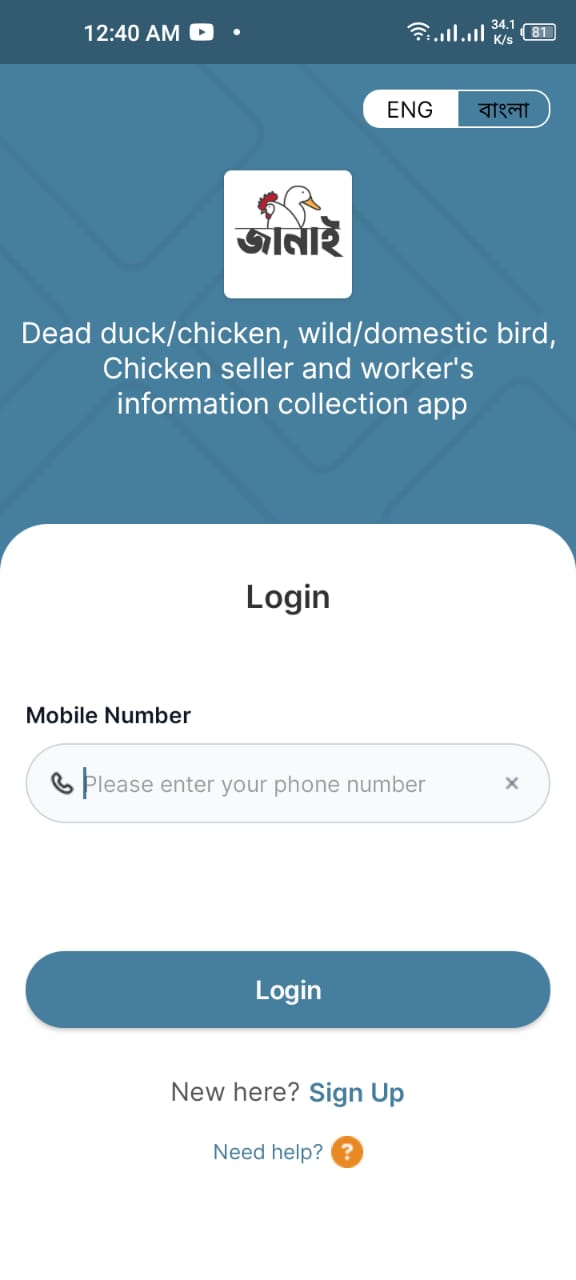 12:40 AM
34.1
K/s
81
ENG
বাংলা
জানাই
Dead duck/chicken, wild/domestic bird,
Chicken seller and worker's
information collection app
Login
Mobile Number
Please enter your phone number
Login
New here? Sign Up
Need help? ?